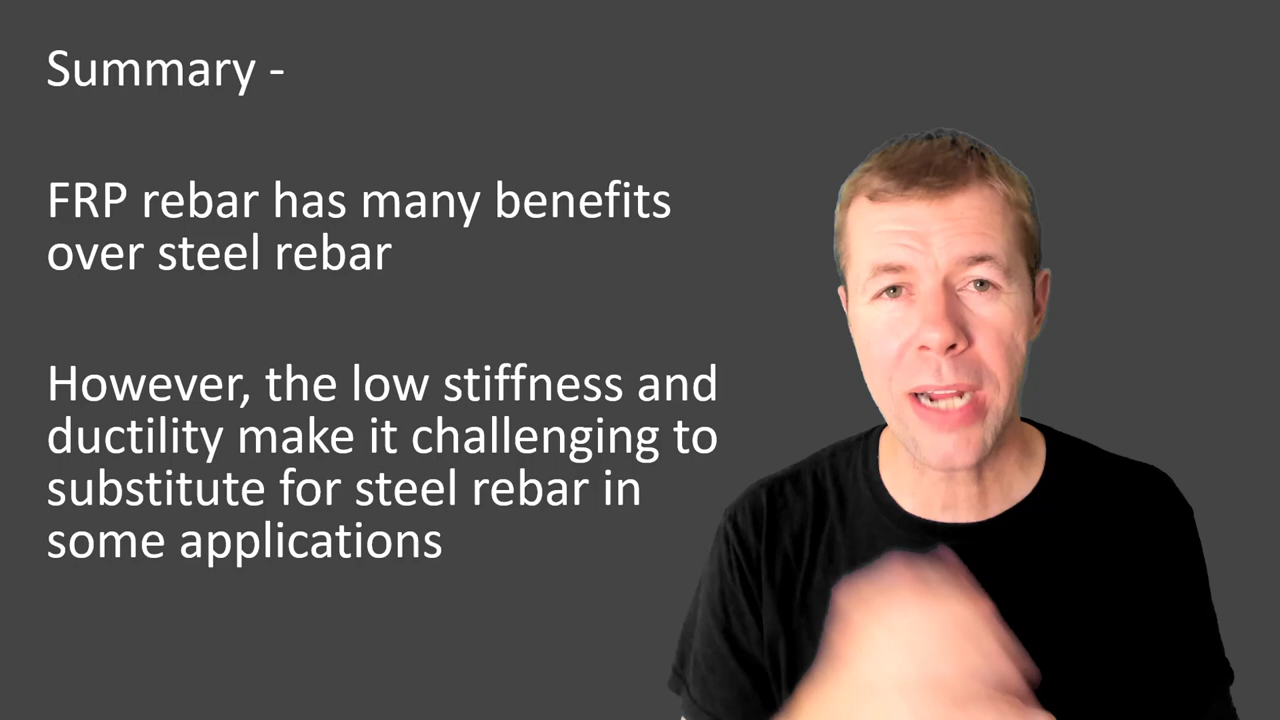 Summary -
FRP rebar has many benefits
over steel rebar
However, the low stiffness and
ductility make it challenging to
substitute for steel rebar in
some applications